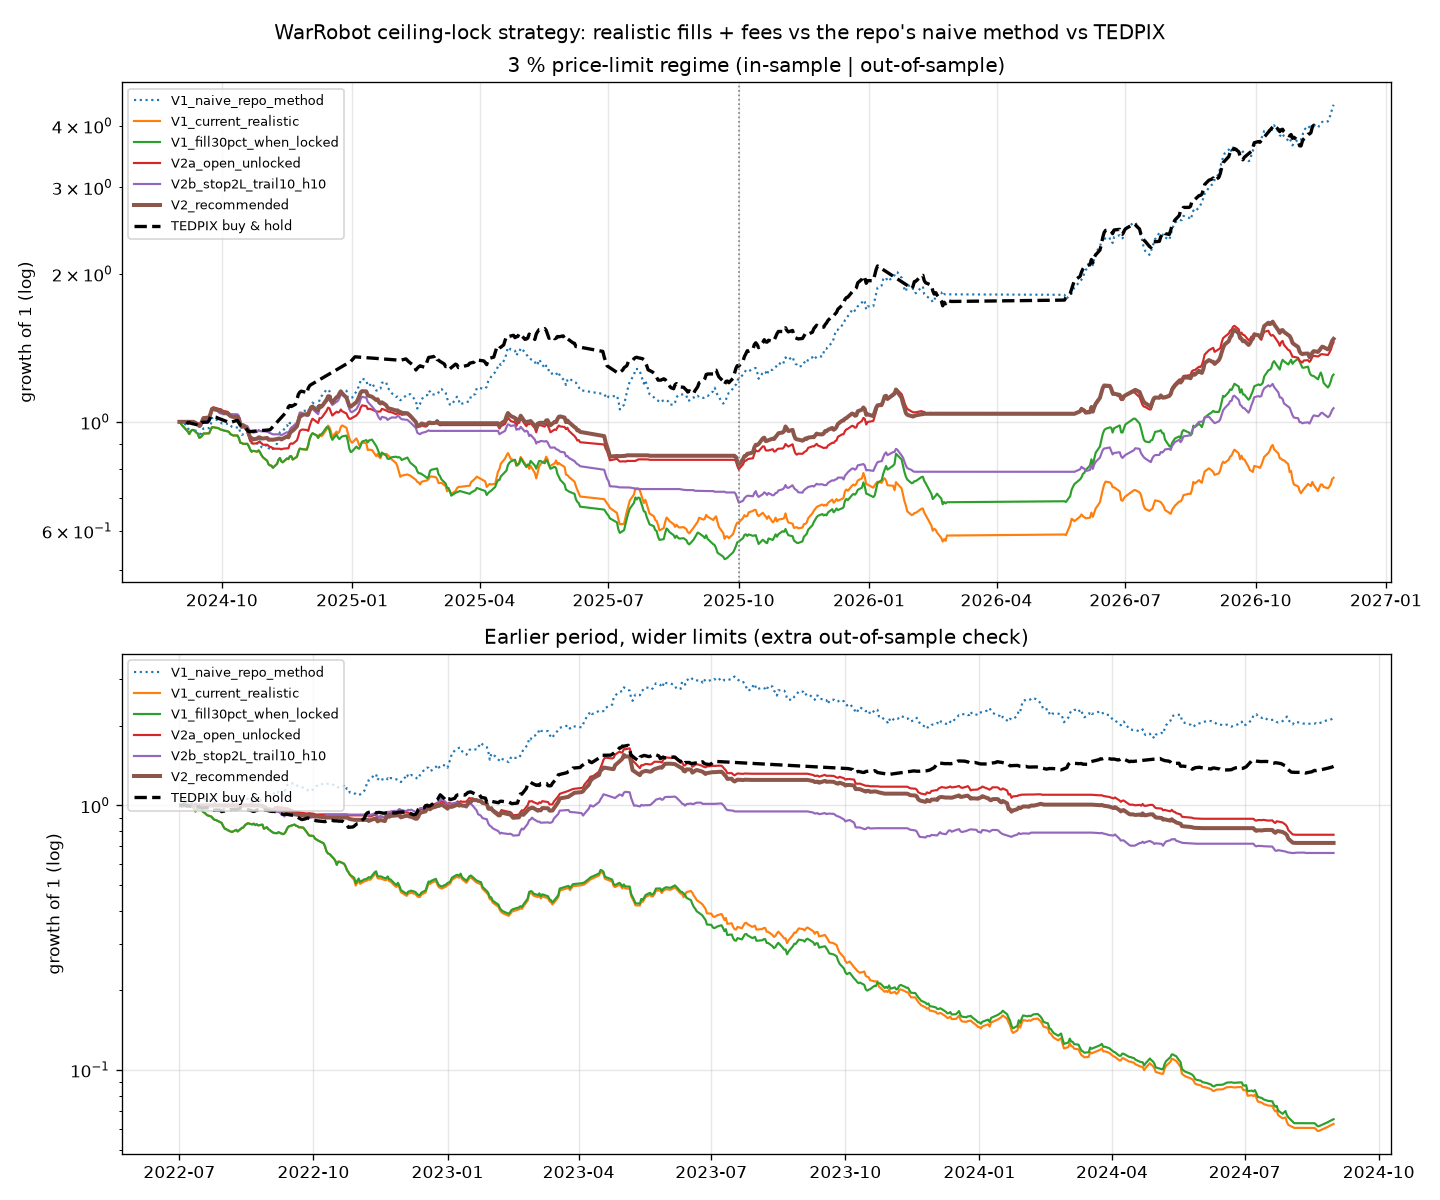 WarRobot ceiling-lock strategy: realistic fills + fees vs the repo's naive method vs TEDPIX
3 % price-limit regime (in-sample | out-of-sample)
V1_naive_repo_method
V1_current_realistic
V1_fill30pct_when_locked
V2a_open_unlocked
V2b_stop2L_trail10_h10
V2_recommended
TEDPIX buy & hold
growth of 1 (log)
4 × 10⁰
3 × 10⁰
2 × 10⁰
10⁰
6 × 10⁻¹
2024-10 2025-01 2025-04 2025-07 2025-10 2026-01 2026-04 2026-07 2026-10 2027-01
Earlier period, wider limits (extra out-of-sample check)
V1_naive_repo_method
V1_current_realistic
V1_fill30pct_when_locked
V2a_open_unlocked
V2b_stop2L_trail10_h10
V2_recommended
TEDPIX buy & hold
growth of 1 (log)
10⁰
10⁻¹
2022-07 2022-10 2023-01 2023-04 2023-07 2023-10 2024-01 2024-04 2024-07 2024-10